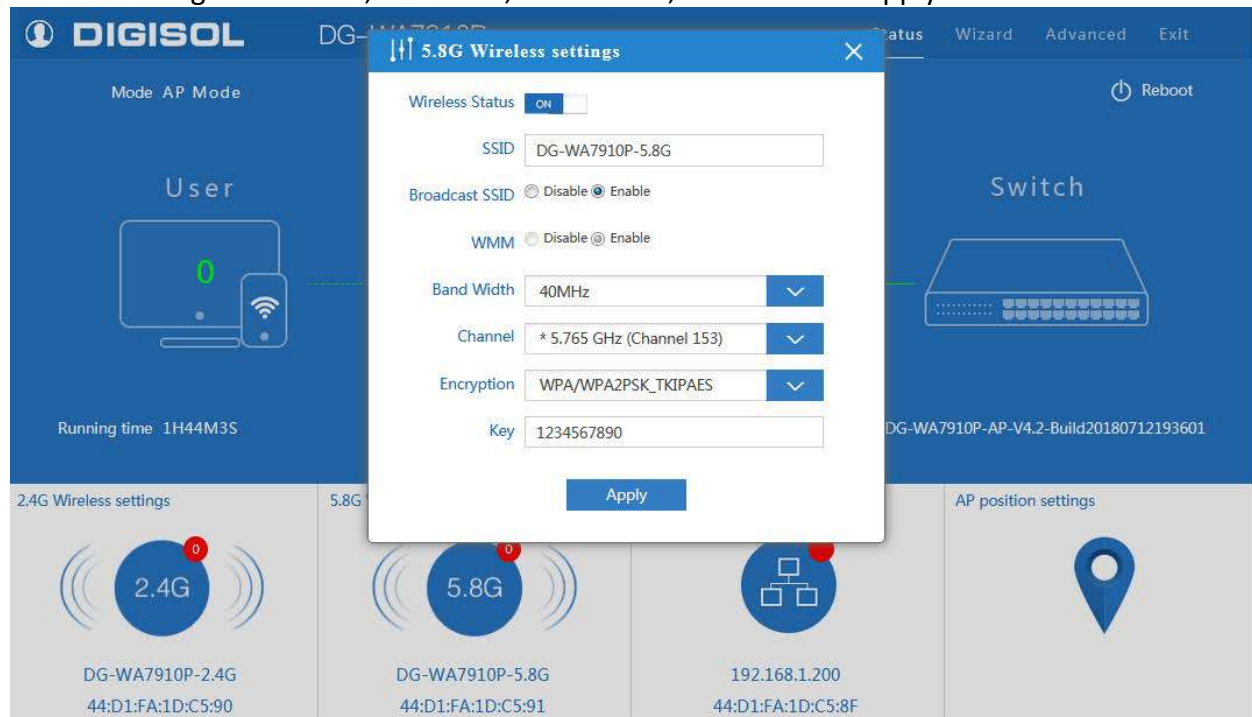 DIGISOL
DG-
Wizard Advanced Exit
5.8G Wireless settings
Mode AP Mode
Reboot
Wireless Status ON
SSID DG-WA7910P-5.8G
Broadcast SSID Disable Enable
WMM Disable Enable
Band Width 40MHz
Channel * 5.765 GHz (Channel 153)
Encryption WPA/WPA2PSK_TKIPAES
Key 1234567890
Apply
User
0
Switch
Running time 1H44M3S
DG-WA7910P-AP-V4.2-Build20180712193601
2.4G Wireless settings
5.8G
AP position settings
0
2.4G
0
5.8G
DG-WA7910P-2.4G
44:D1:FA:1D:C5:90
DG-WA7910P-5.8G
44:D1:FA:1D:C5:91
192.168.1.200
44:D1:FA:1D:C5:8F